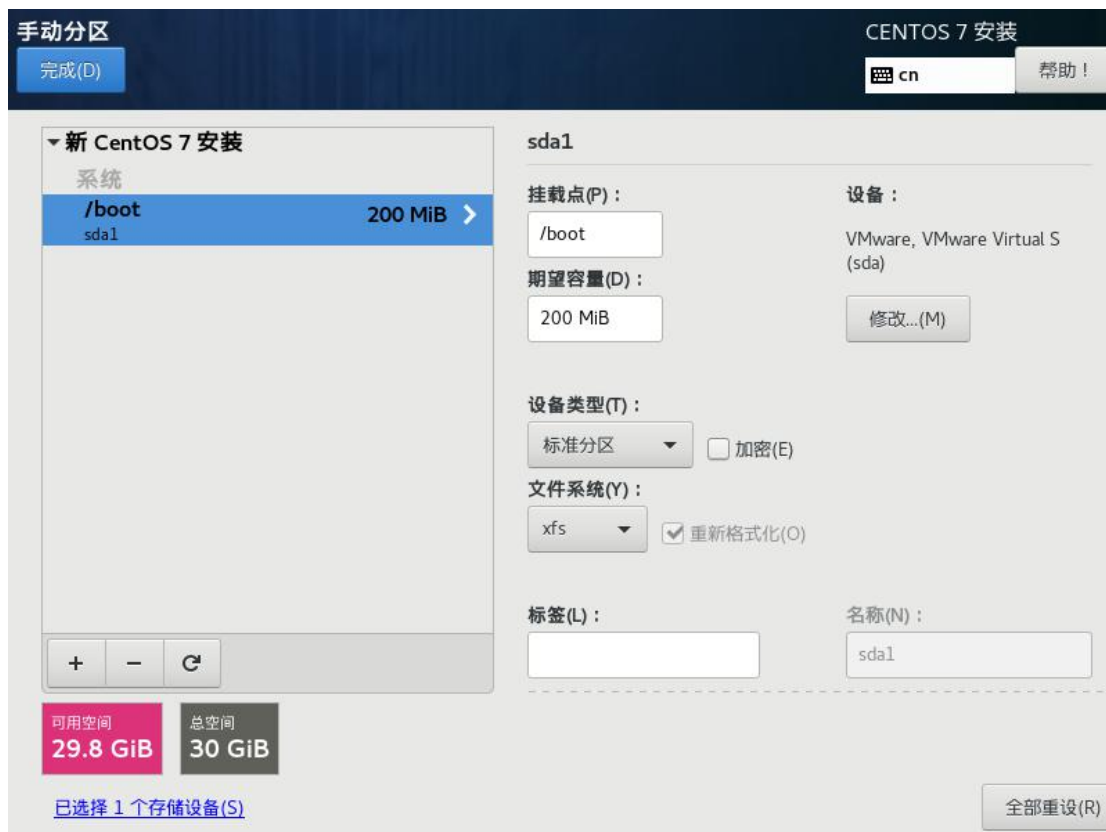 手动分区
完成(D)
CENTOS 7 安装
cn
帮助！
新 CentOS 7 安装
系统
/boot
200 MiB
sda1
sda1
挂载点(P)：
/boot
期望容量(D)：
200 MiB
设备：
VMware, VMware Virtual S
(sda)
修改...(M)
设备类型(T)：
标准分区
加密(E)
文件系统(Y)：
xfs
重新格式化(O)
标签(L)：
名称(N)：
sda1
+ −
可用空间
29.8 GiB
总空间
30 GiB
已选择 1 个存储设备(S)
全部重设(R)